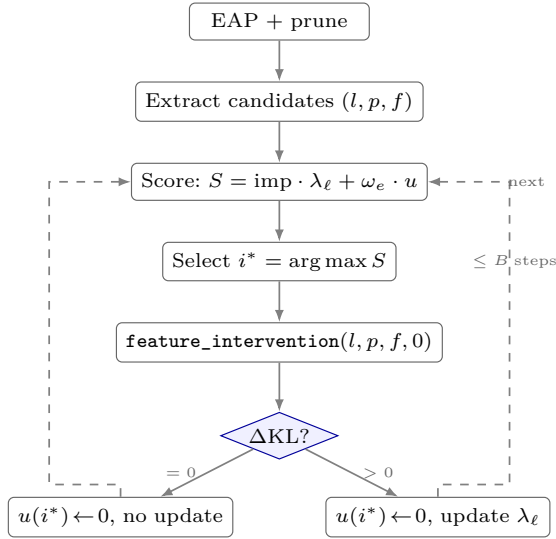 EAP + prune
Extract candidates (l, p, f)
Score: S = imp · λ_ℓ + ω_e · u
next
Select i* = arg max S
≤ B steps
feature_intervention(l, p, f, 0)
ΔKL?
= 0
> 0
u(i*)←0, no update
u(i*)←0, update λ_ℓ